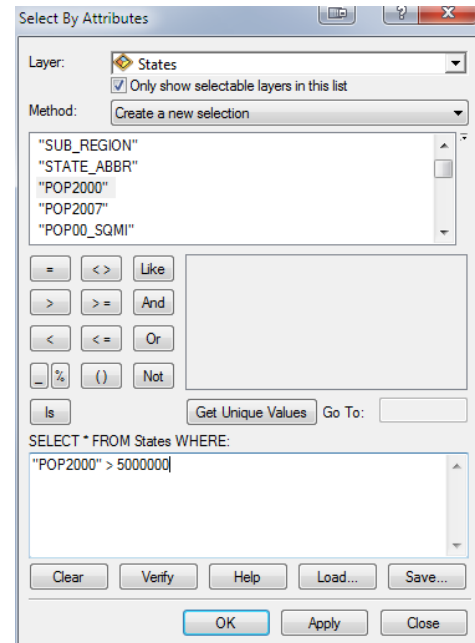 Select By Attributes
Layer: States
Only show selectable layers in this list
Method: Create a new selection
"SUB_REGION"
"STATE_ABBR"
"POP2000"
"POP2007"
"POP00_SQMI"
= < > Like
> > = And
< < = Or
_ % () Not
Is Get Unique Values Go To:
SELECT * FROM States WHERE:
"POP2000" > 5000000
Clear Verify Help Load... Save...
OK Apply Close